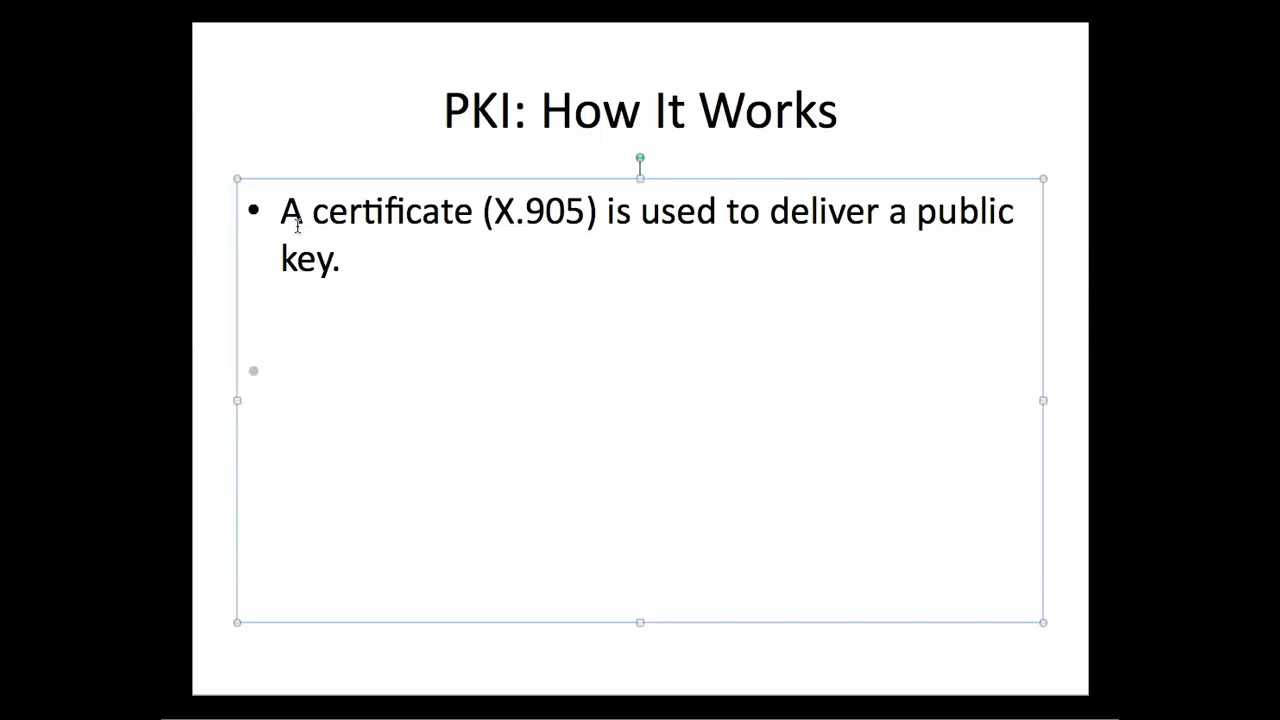 PKI: How It Works
• A certificate (X.905) is used to deliver a public
key.